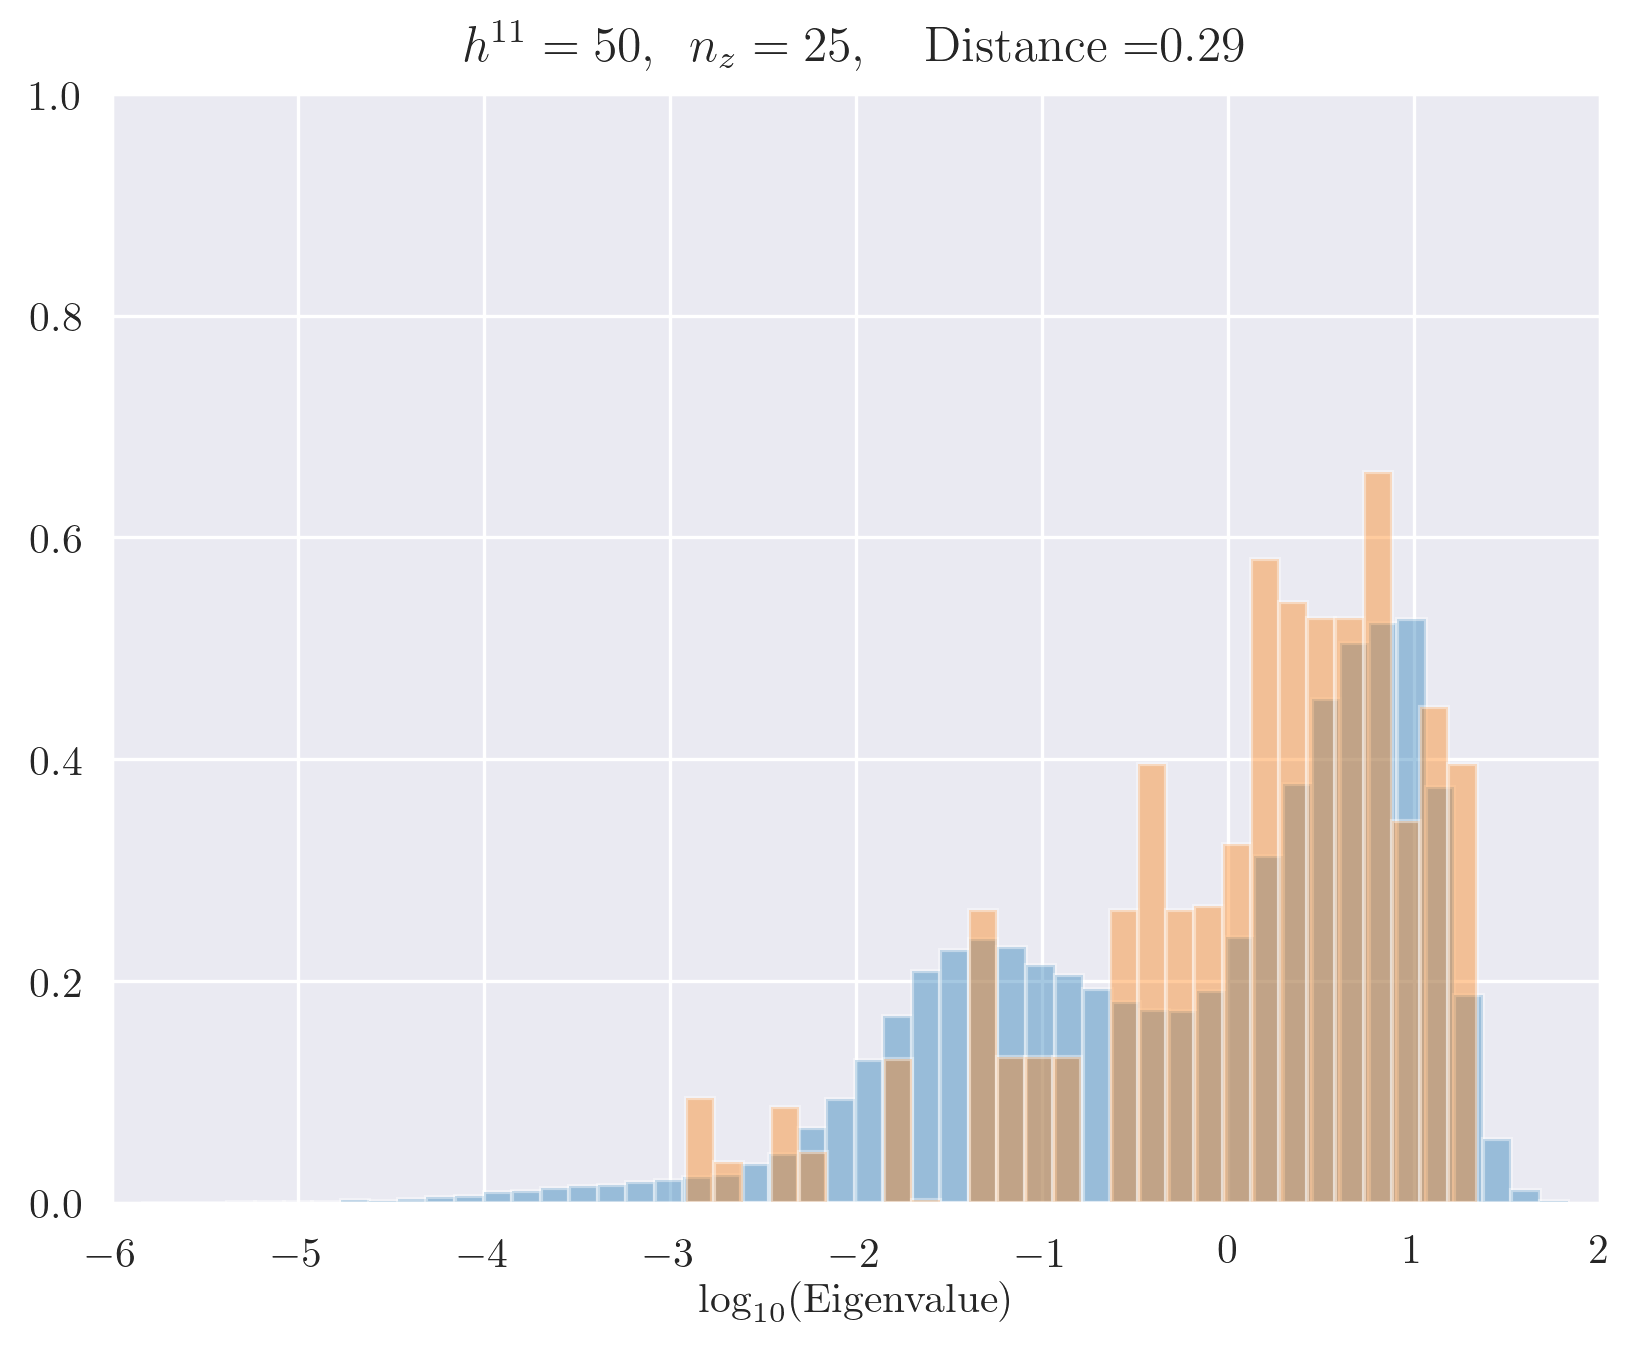 h^{11} = 50, n_z = 25, Distance =0.29
1.0
0.8
0.6
0.4
0.2
0.0
−6 −5 −4 −3 −2 −1 0 1 2
log_{10}(Eigenvalue)